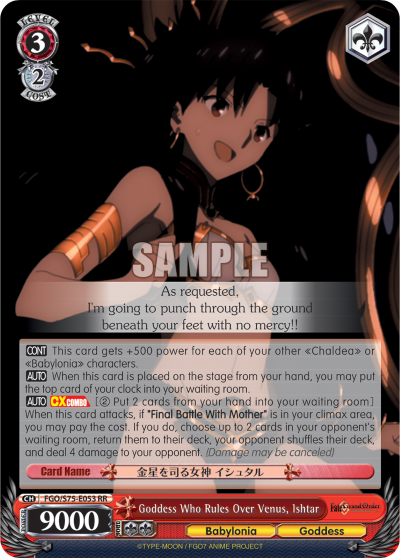 LEVEL
3
2
COST
SAMPLE
As requested,
I'm going to punch through the ground
beneath your feet with no mercy!!
CONT This card gets +500 power for each of your other «Chaldea» or
«Babylonia» characters.
AUTO When this card is placed on the stage from your hand, you may put
the top card of your clock into your waiting room.
AUTO CXCOMBO [② Put 2 cards from your hand into your waiting room]
When this card attacks, if "Final Battle With Mother" is in your climax area,
you may pay the cost. If you do, choose up to 2 cards in your opponent's
waiting room, return them to their deck, your opponent shuffles their deck,
and deal 4 damage to your opponent. (Damage may be canceled)
Card Name 金星を司る女神 イシュタル
CH FGO/S75-E053 RR
Goddess Who Rules Over Venus, Ishtar
Fate/Grand Order
POWER 9000
Babylonia Goddess
©TYPE-MOON / FGO7 ANIME PROJECT